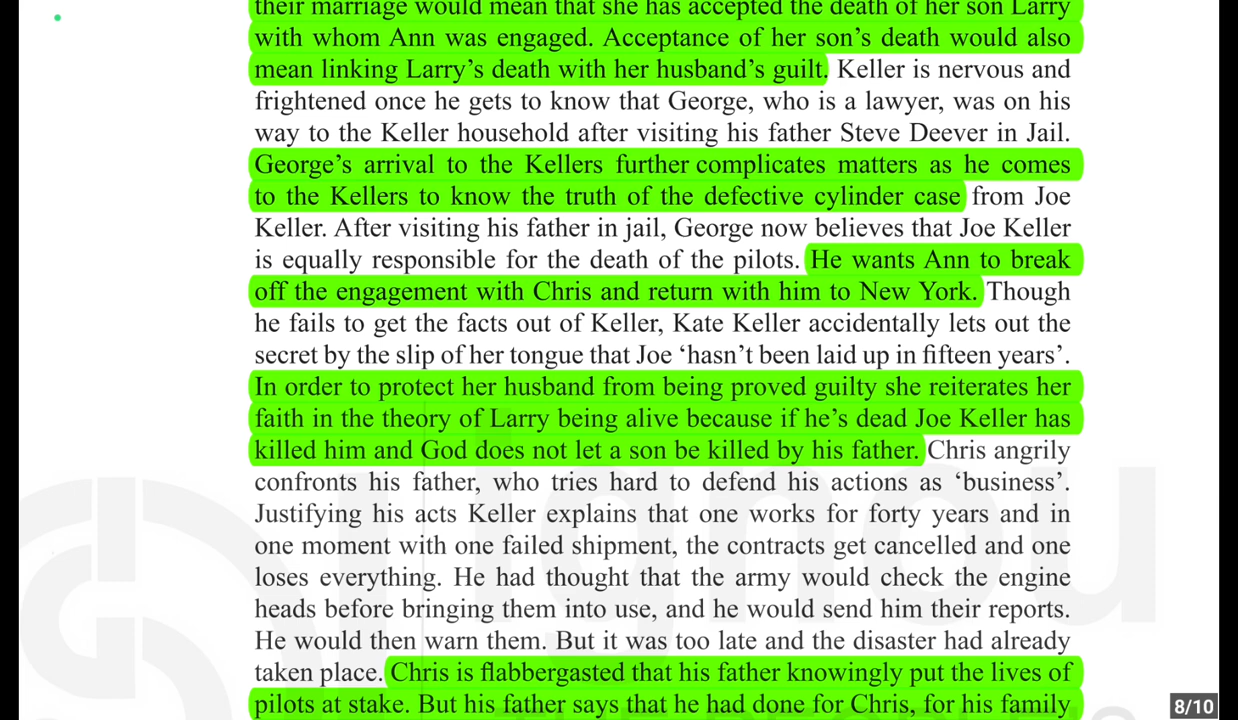 their marriage would mean that she has accepted the death of her son Larry
with whom Ann was engaged. Acceptance of her son's death would also
mean linking Larry's death with her husband's guilt. Keller is nervous and
frightened once he gets to know that George, who is a lawyer, was on his
way to the Keller household after visiting his father Steve Deever in Jail.
George's arrival to the Kellers further complicates matters as he comes
to the Kellers to know the truth of the defective cylinder case from Joe
Keller. After visiting his father in jail, George now believes that Joe Keller
is equally responsible for the death of the pilots. He wants Ann to break
off the engagement with Chris and return with him to New York. Though
he fails to get the facts out of Keller, Kate Keller accidentally lets out the
secret by the slip of her tongue that Joe ‘hasn't been laid up in fifteen years’.
In order to protect her husband from being proved guilty she reiterates her
faith in the theory of Larry being alive because if he's dead Joe Keller has
killed him and God does not let a son be killed by his father. Chris angrily
confronts his father, who tries hard to defend his actions as ‘business’.
Justifying his acts Keller explains that one works for forty years and in
one moment with one failed shipment, the contracts get cancelled and one
loses everything. He had thought that the army would check the engine
heads before bringing them into use, and he would send him their reports.
He would then warn them. But it was too late and the disaster had already
taken place. Chris is flabbergasted that his father knowingly put the lives of
pilots at stake. But his father says that he had done for Chris, for his family
8/10
ignou